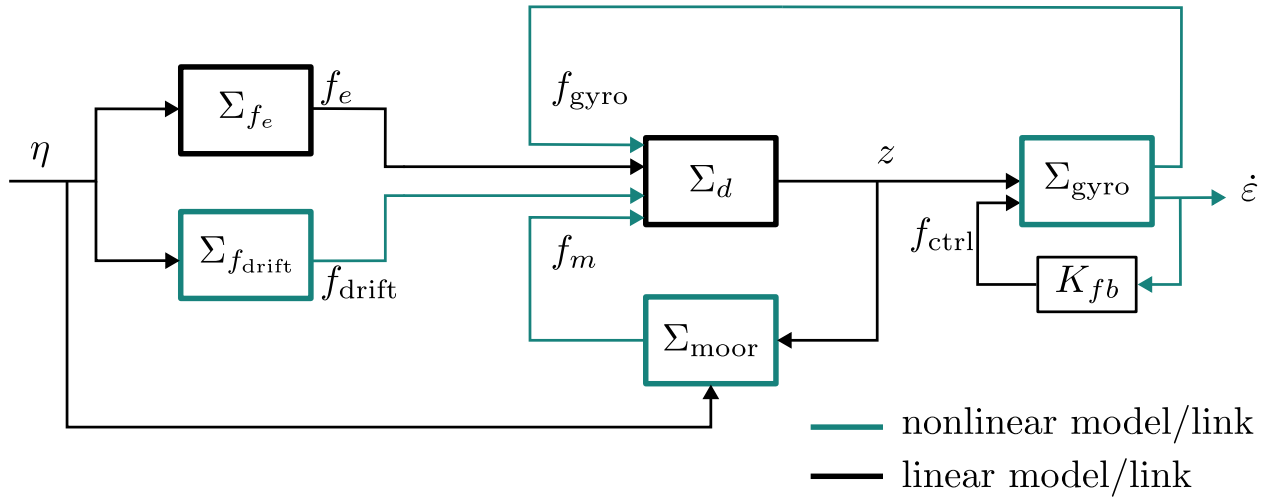 f_gyro
f_e
Σ_{f_e}
η
z
Σ_d
Σ_gyro
ε̇
Σ_{f_drift}
f_ctrl
f_m
f_drift
K_{fb}
Σ_moor
nonlinear model/link
linear model/link